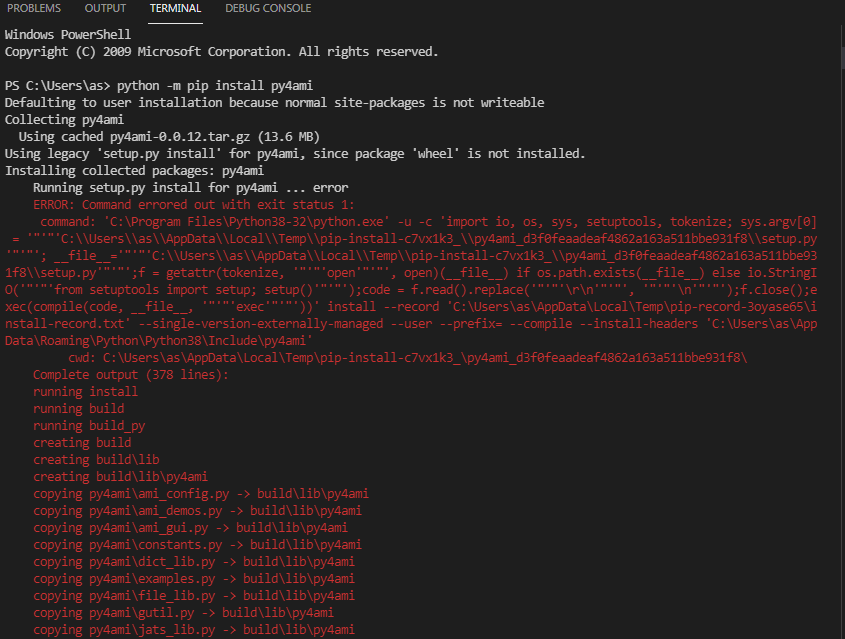 PROBLEMS OUTPUT TERMINAL DEBUG CONSOLE
Windows PowerShell
Copyright (C) 2009 Microsoft Corporation. All rights reserved.
PS C:\Users\as> python -m pip install py4ami
Defaulting to user installation because normal site-packages is not writeable
Collecting py4ami
Using cached py4ami-0.0.12.tar.gz (13.6 MB)
Using legacy 'setup.py install' for py4ami, since package 'wheel' is not installed.
Installing collected packages: py4ami
Running setup.py install for py4ami ... error
ERROR: Command errored out with exit status 1:
command: 'C:\Program Files\Python38-32\python.exe' -u -c 'import io, os, sys, setuptools, tokenize; sys.argv[0]
= '"'"'C:\\Users\\as\\AppData\\Local\\Temp\\pip-install-c7vx1k3_\\py4ami_d3f0feaadeaf4862a163a511bbe931f8\\setup.py
'"'"'; __file__='"'"'C:\\Users\\as\\AppData\\Local\\Temp\\pip-install-c7vx1k3_\\py4ami_d3f0feaadeaf4862a163a511bbe93
1f8\\setup.py'"'"';f = getattr(tokenize, '"'"'open'"'"', open)(__file__) if os.path.exists(__file__) else io.StringI
O('"'"'from setuptools import setup; setup()'"'"');code = f.read().replace('"'"'\r\n'"'"', '"'"'\n'"'"');f.close();e
xec(compile(code, __file__, '"'"'exec'"'"'))' install --record 'C:\Users\as\AppData\Local\Temp\pip-record-3oyase65\i
nstall-record.txt' --single-version-externally-managed --user --prefix= --compile --install-headers 'C:\Users\as\App
Data\Roaming\Python\Python38\Include\py4ami'
cwd: C:\Users\as\AppData\Local\Temp\pip-install-c7vx1k3_\py4ami_d3f0feaadeaf4862a163a511bbe931f8\
Complete output (378 lines):
running install
running build
running build_py
creating build
creating build\lib
creating build\lib\py4ami
copying py4ami\ami_config.py -> build\lib\py4ami
copying py4ami\ami_demos.py -> build\lib\py4ami
copying py4ami\ami_gui.py -> build\lib\py4ami
copying py4ami\constants.py -> build\lib\py4ami
copying py4ami\dict_lib.py -> build\lib\py4ami
copying py4ami\examples.py -> build\lib\py4ami
copying py4ami\file_lib.py -> build\lib\py4ami
copying py4ami\gutil.py -> build\lib\py4ami
copying py4ami\jats_lib.py -> build\lib\py4ami